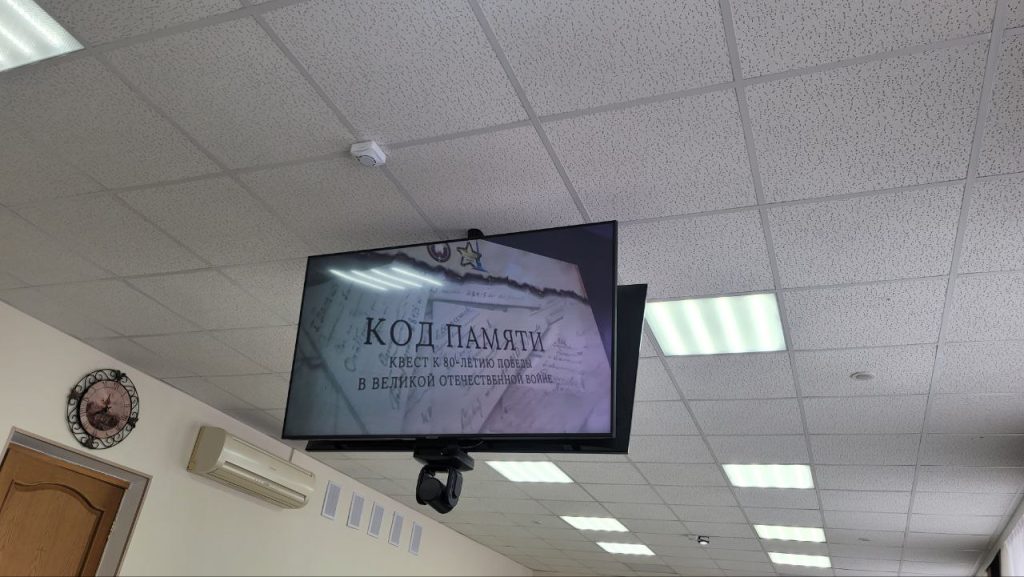 КОД ПАМЯТИ
КВЕСТ К 80-ЛЕТИЮ ПОБЕДЫ
В ВЕЛИКОЙ ОТЕЧЕСТВЕННОЙ ВОЙНЕ